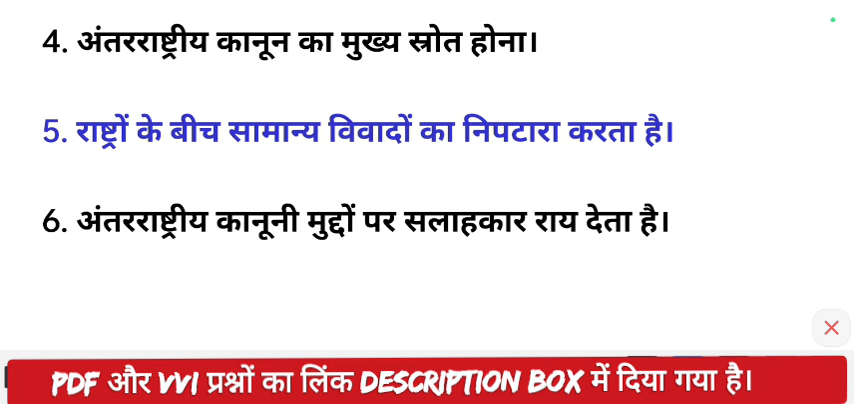 4. अंतरराष्ट्रीय कानून का मुख्य स्रोत होना।
5. राष्ट्रों के बीच सामान्य विवादों का निपटारा करता है।
6. अंतरराष्ट्रीय कानूनी मुद्दों पर सलाहकार राय देता है।
PDF और VVI प्रश्नों का लिंक DESCRIPTION BOX में दिया गया है।